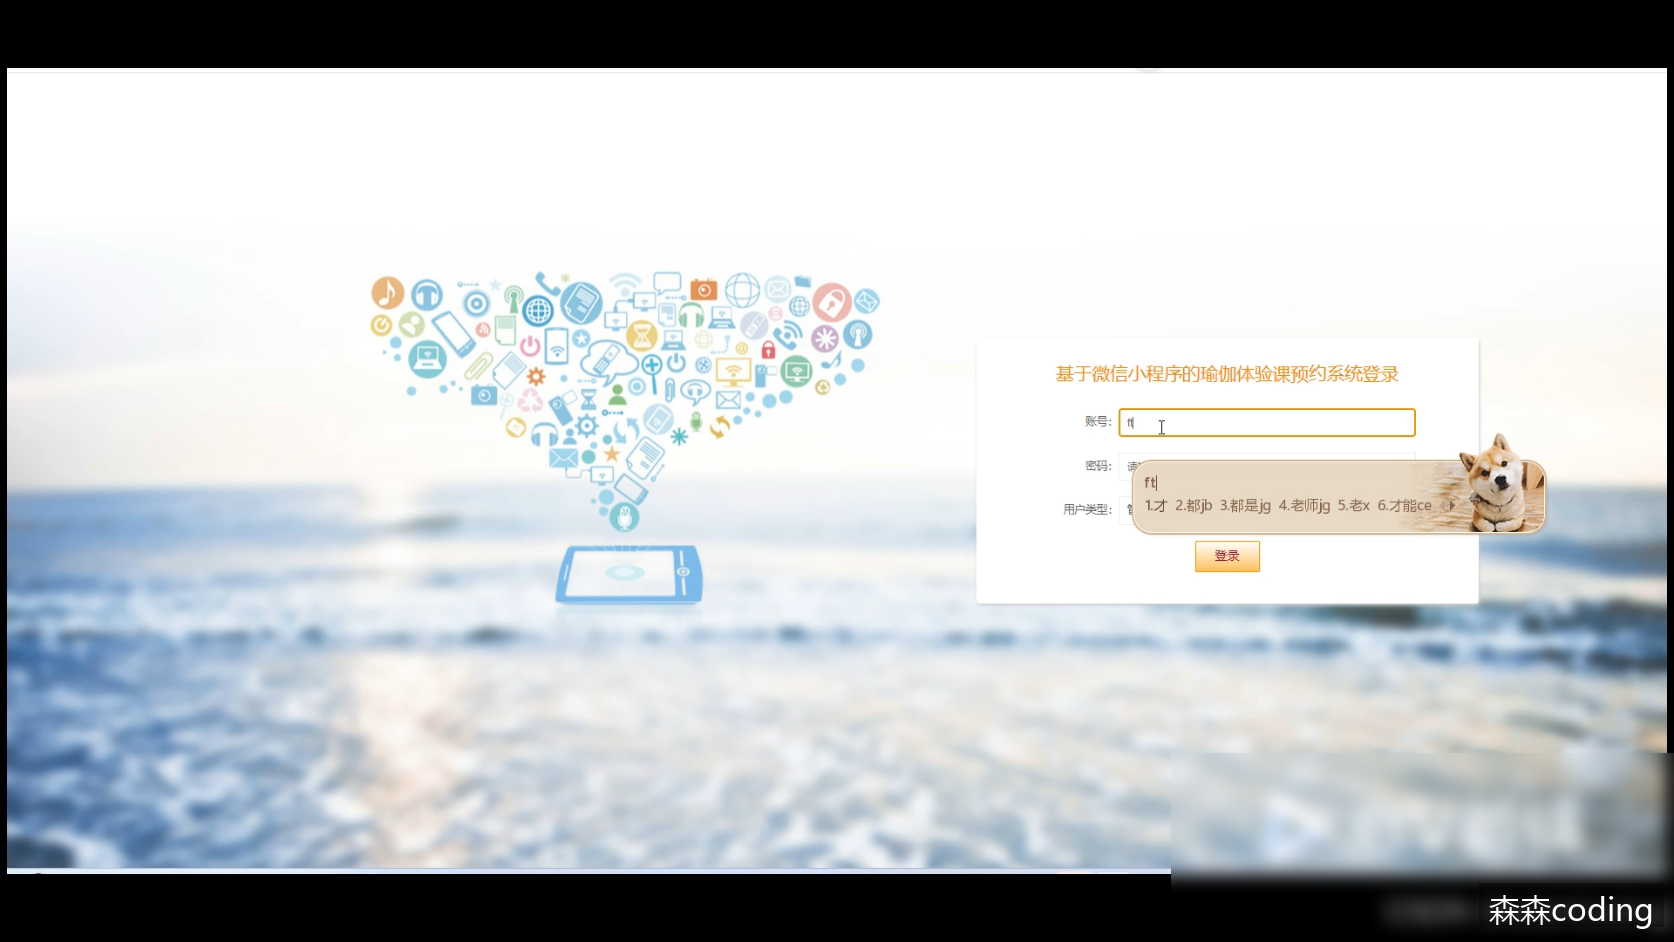 基于微信小程序的瑜伽体验课预约系统登录
账号:
密码:
ft
1.才 2.都jb 3.都是jg 4.老师jg 5.老x 6.才能ce
用户类型:
登录
森森coding